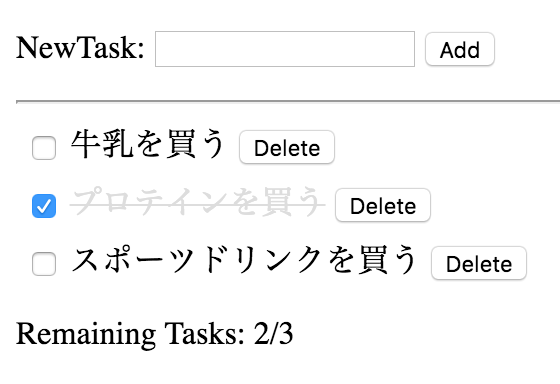 NewTask: Add
牛乳を買う Delete
プロテインを買う Delete
スポーツドリンクを買う Delete
Remaining Tasks: 2/3